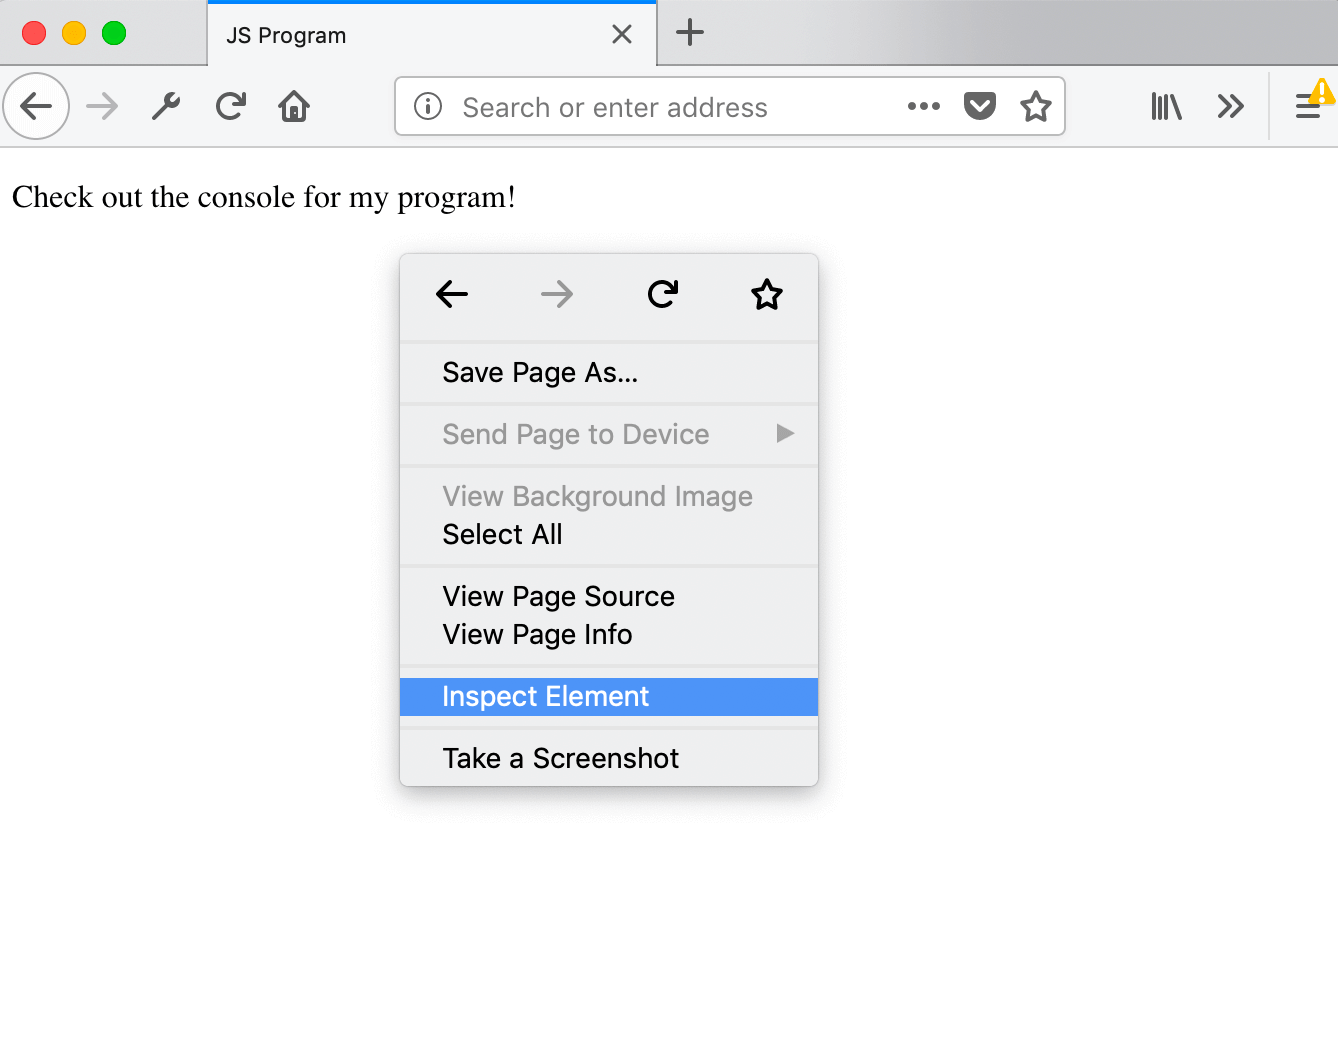 JS Program
Search or enter address
Check out the console for my program!
Save Page As...
Send Page to Device
View Background Image
Select All
View Page Source
View Page Info
Inspect Element
Take a Screenshot